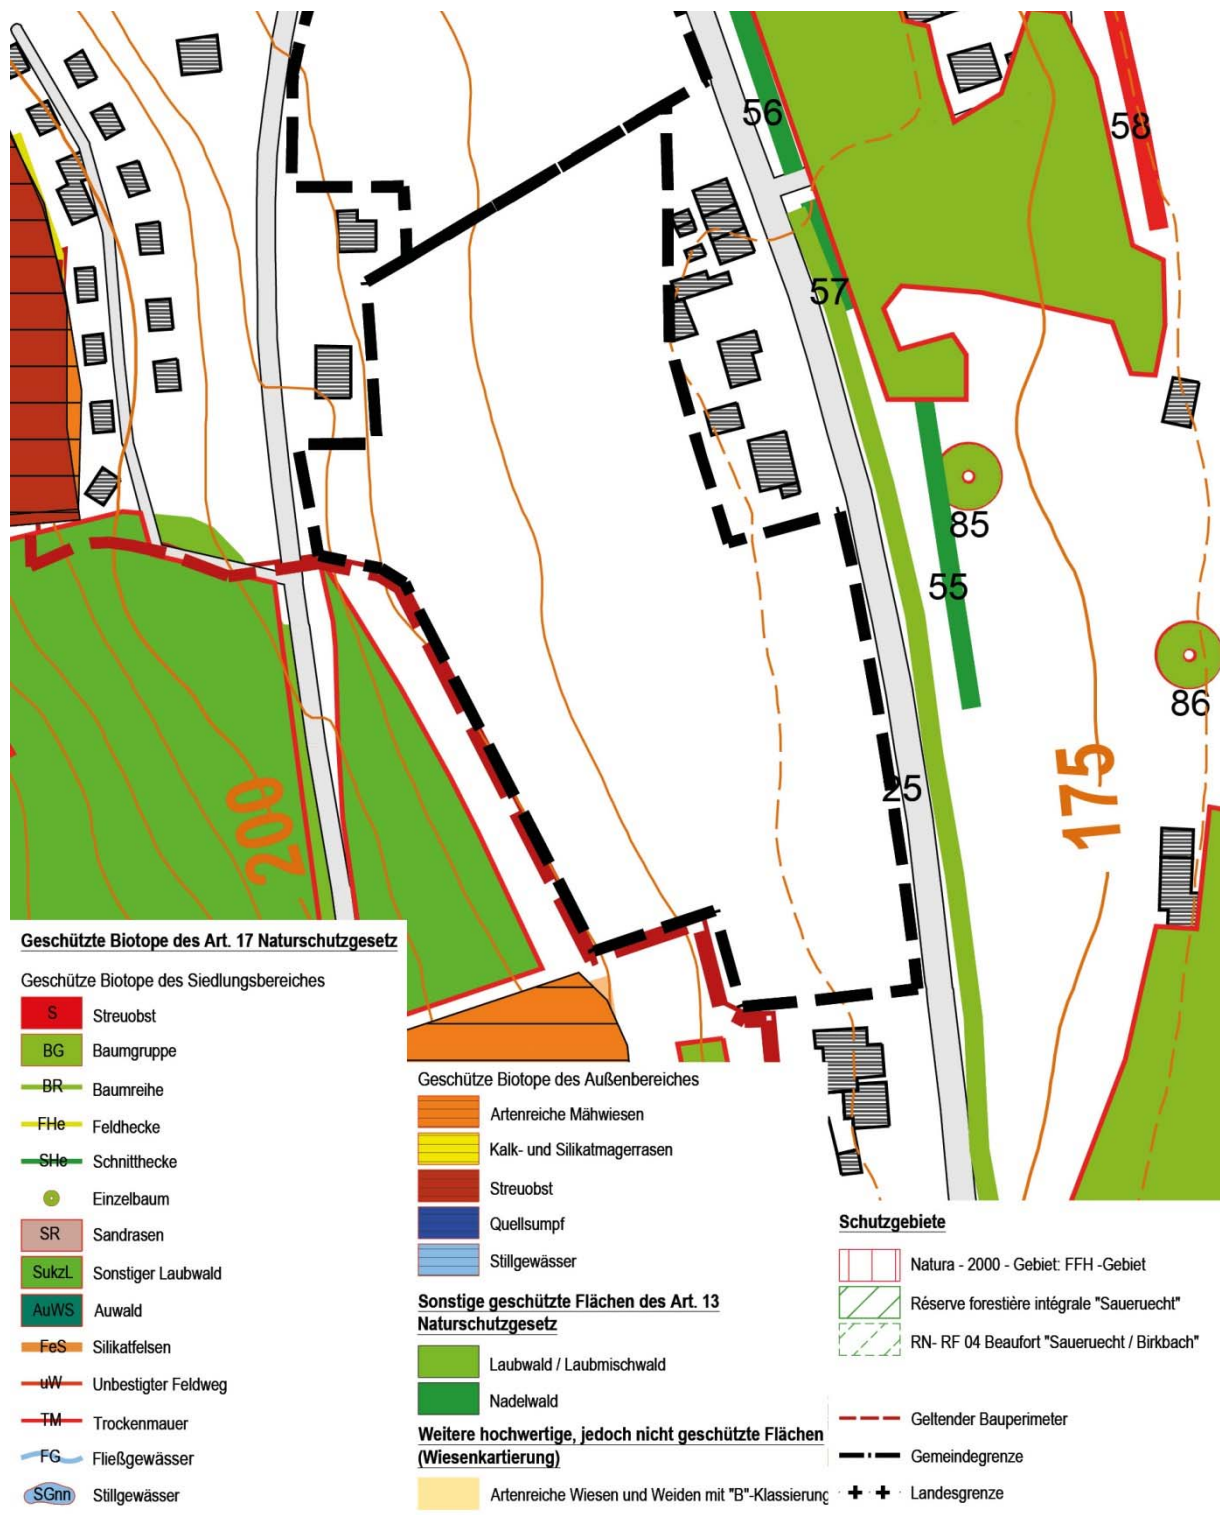 56
58
57
85
55
86
25
175
200
Geschützte Biotope des Art. 17 Naturschutzgesetz
Geschütze Biotope des Siedlungsbereiches
S Streuobst
BG Baumgruppe
BR Baumreihe
FHe Feldhecke
SHe Schnitthecke
Einzelbaum
SR Sandrasen
SukzL Sonstiger Laubwald
AuWS Auwald
FeS Silikatfelsen
uW Unbestigter Feldweg
TM Trockenmauer
FG Fließgewässer
SGnn Stillgewässer
Geschütze Biotope des Außenbereiches
Artenreiche Mähwiesen
Kalk- und Silikatmagerrasen
Streuobst
Quellsumpf
Stillgewässer
Sonstige geschützte Flächen des Art. 13
Naturschutzgesetz
Laubwald / Laubmischwald
Nadelwald
Weitere hochwertige, jedoch nicht geschützte Flächen
(Wiesenkartierung)
Artenreiche Wiesen und Weiden mit "B"-Klassierung
Schutzgebiete
Natura - 2000 - Gebiet: FFH -Gebiet
Réserve forestière intégrale "Saueruecht"
RN- RF 04 Beaufort "Saueruecht / Birkbach"
Geltender Bauperimeter
Gemeindegrenze
Landesgrenze